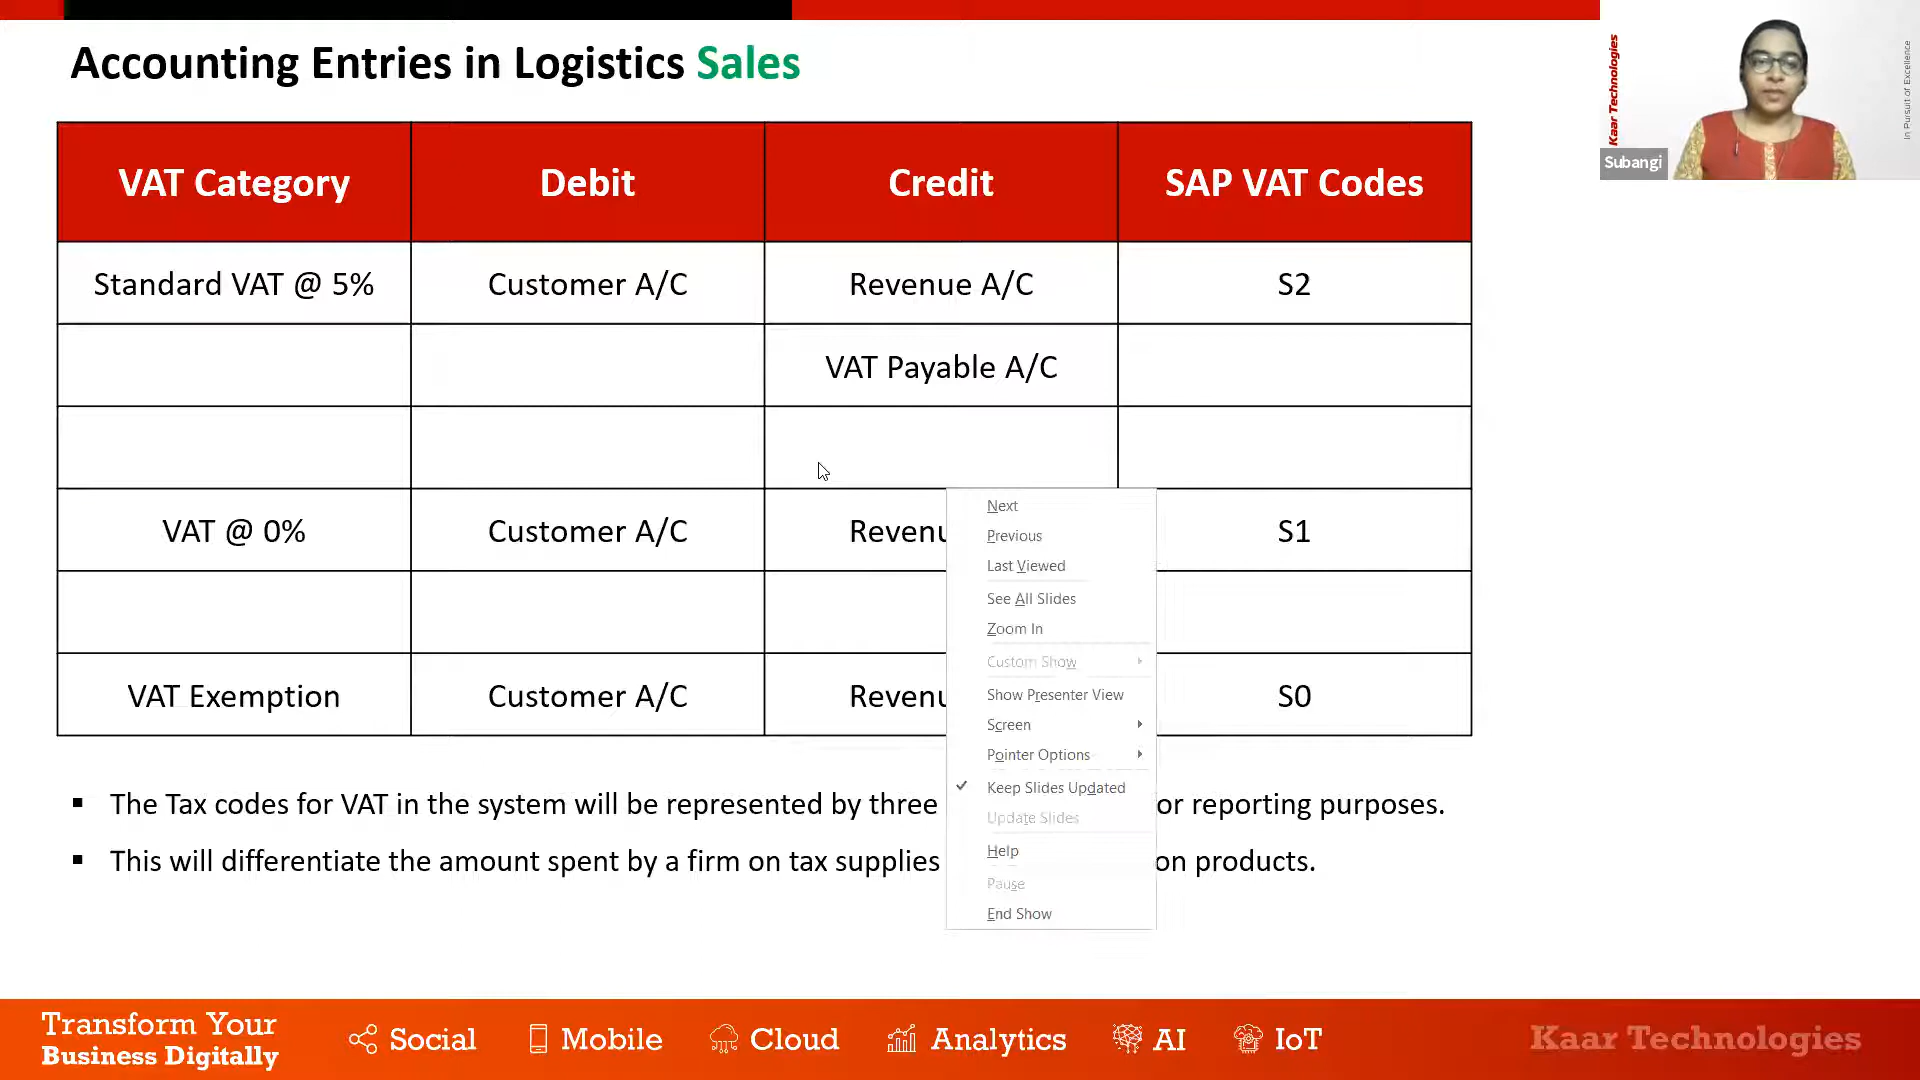 Accounting Entries in Logistics Sales
VAT Category Debit Credit SAP VAT Codes
Standard VAT @ 5% Customer A/C Revenue A/C S2
VAT Payable A/C
VAT @ 0% Customer A/C Revenu S1
VAT Exemption Customer A/C Revenu S0
The Tax codes for VAT in the system will be represented by three or reporting purposes.
This will differentiate the amount spent by a firm on tax supplies on products.
Next
Previous
Last Viewed
See All Slides
Zoom In
Custom Show
Show Presenter View
Screen
Pointer Options
Keep Slides Updated
Update Slides
Help
Pause
End Show
Kaar Technologies
In Pursuit of Excellence
Subangi
Transform Your
Business Digitally
Social Mobile Cloud Analytics AI IoT
Kaar Technologies